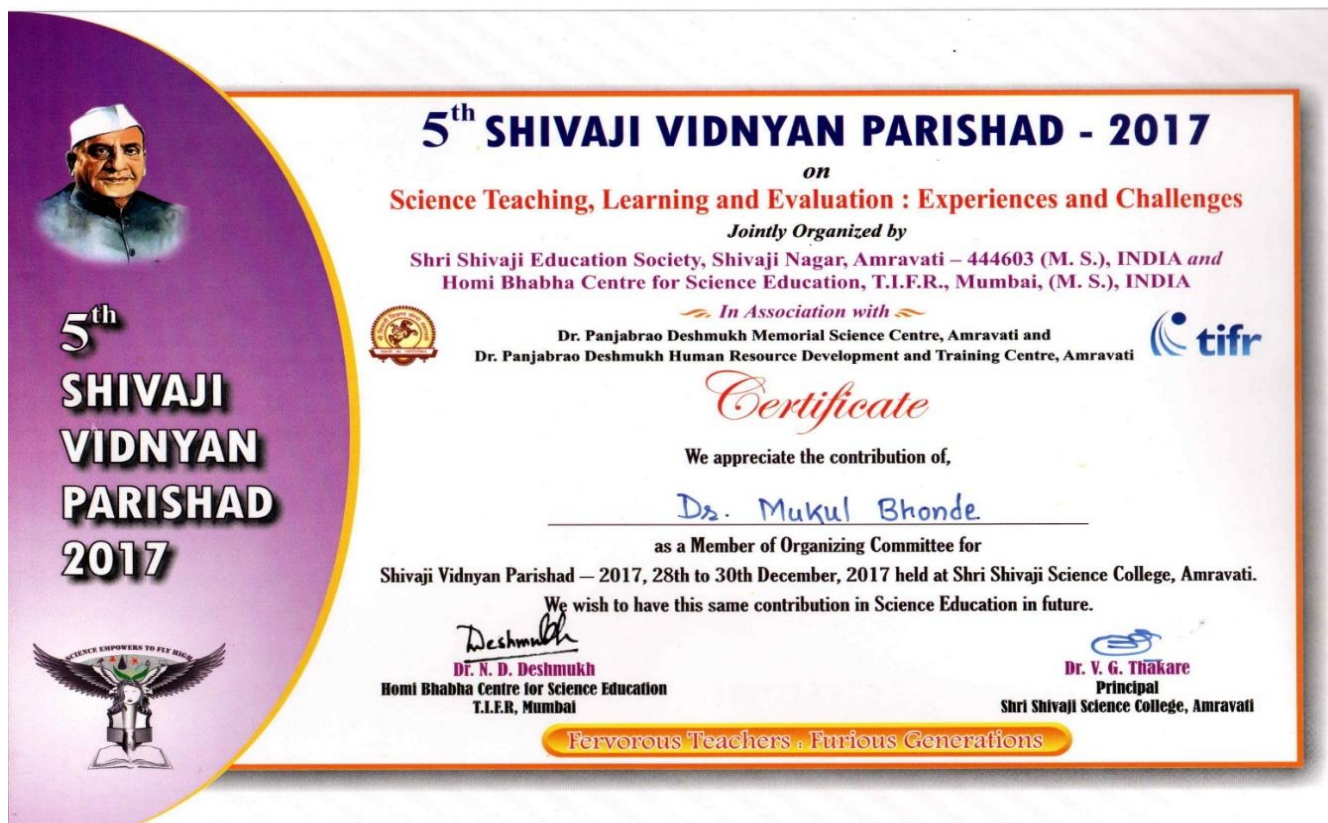 5th SHIVAJI VIDNYAN PARISHAD - 2017
on
Science Teaching, Learning and Evaluation : Experiences and Challenges
Jointly Organized by
Shri Shivaji Education Society, Shivaji Nagar, Amravati – 444603 (M. S.), INDIA and
Homi Bhabha Centre for Science Education, T.I.F.R., Mumbai, (M. S.), INDIA
In Association with
Dr. Panjabrao Deshmukh Memorial Science Centre, Amravati and
Dr. Panjabrao Deshmukh Human Resource Development and Training Centre, Amravati
tifr
Certificate
We appreciate the contribution of,
Dr. Mukul Bhonde
as a Member of Organizing Committee for
Shivaji Vidnyan Parishad – 2017, 28th to 30th December, 2017 held at Shri Shivaji Science College, Amravati.
We wish to have this same contribution in Science Education in future.
Deshmukh
Dr. N. D. Deshmukh
Homi Bhabha Centre for Science Education
T.I.F.R, Mumbai
Dr. V. G. Thakare
Principal
Shri Shivaji Science College, Amravati
Fervorous Teachers : Furious Generations
5th
SHIVAJI
VIDNYAN
PARISHAD
2017
SCIENCE EMPOWERS TO FLY HIGH